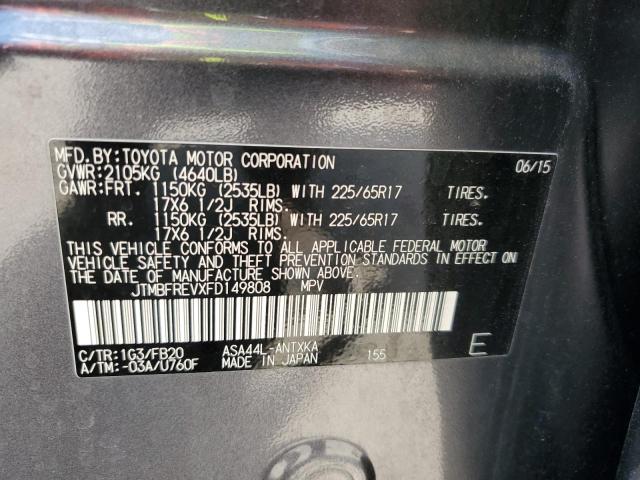 MFD.BY:TOYOTA MOTOR CORPORATION 06/15
GVWR:2105KG (4640LB)
GAWR:FRT. 1150KG (2535LB) WITH 225/65R17 TIRES.
17X6 1/2J RIMS.
RR. 1150KG (2535LB) WITH 225/65R17 TIRES.
17X6 1/2J RIMS.
THIS VEHICLE CONFORMS TO ALL APPLICABLE FEDERAL MOTOR
VEHICLE SAFETY AND THEFT PREVENTION STANDARDS IN EFFECT ON
THE DATE OF MANUFACTURE SHOWN ABOVE.
JTMBFREVXFD149808 MPV
C/TR:1G3/FB20 ASA44L-ANTXKA 155 E
A/TM:-03A/U760F MADE IN JAPAN